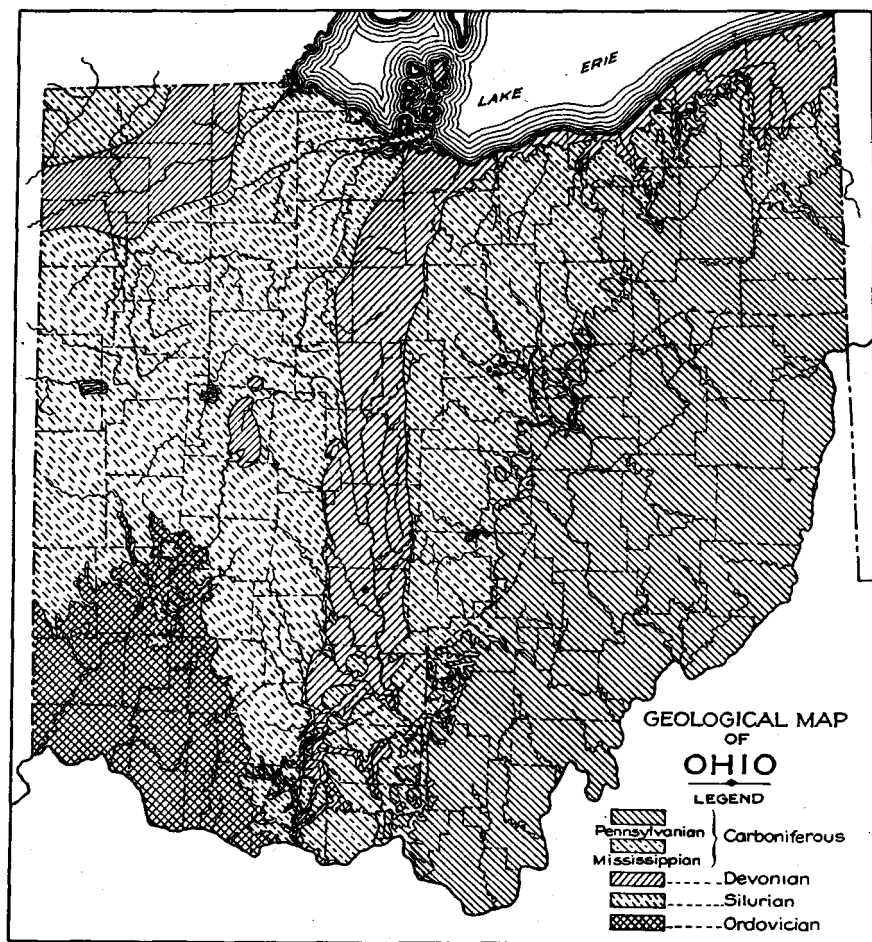 LAKE ERIE
GEOLOGICAL MAP
OF
OHIO
LEGEND
Pennsylvanian
Carboniferous
Mississippian
Devonian
Silurian
Ordovician